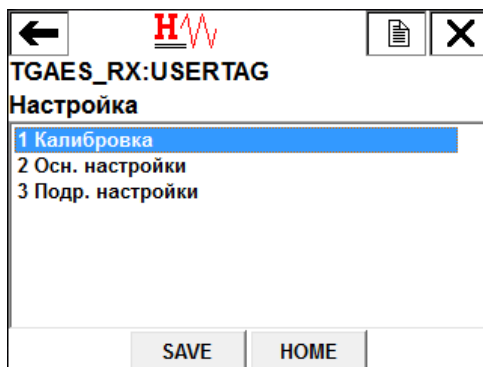 H
TGAES_RX:USERTAG
Настройка
1 Калибровка
2 Осн. настройки
3 Подр. настройки
SAVE HOME